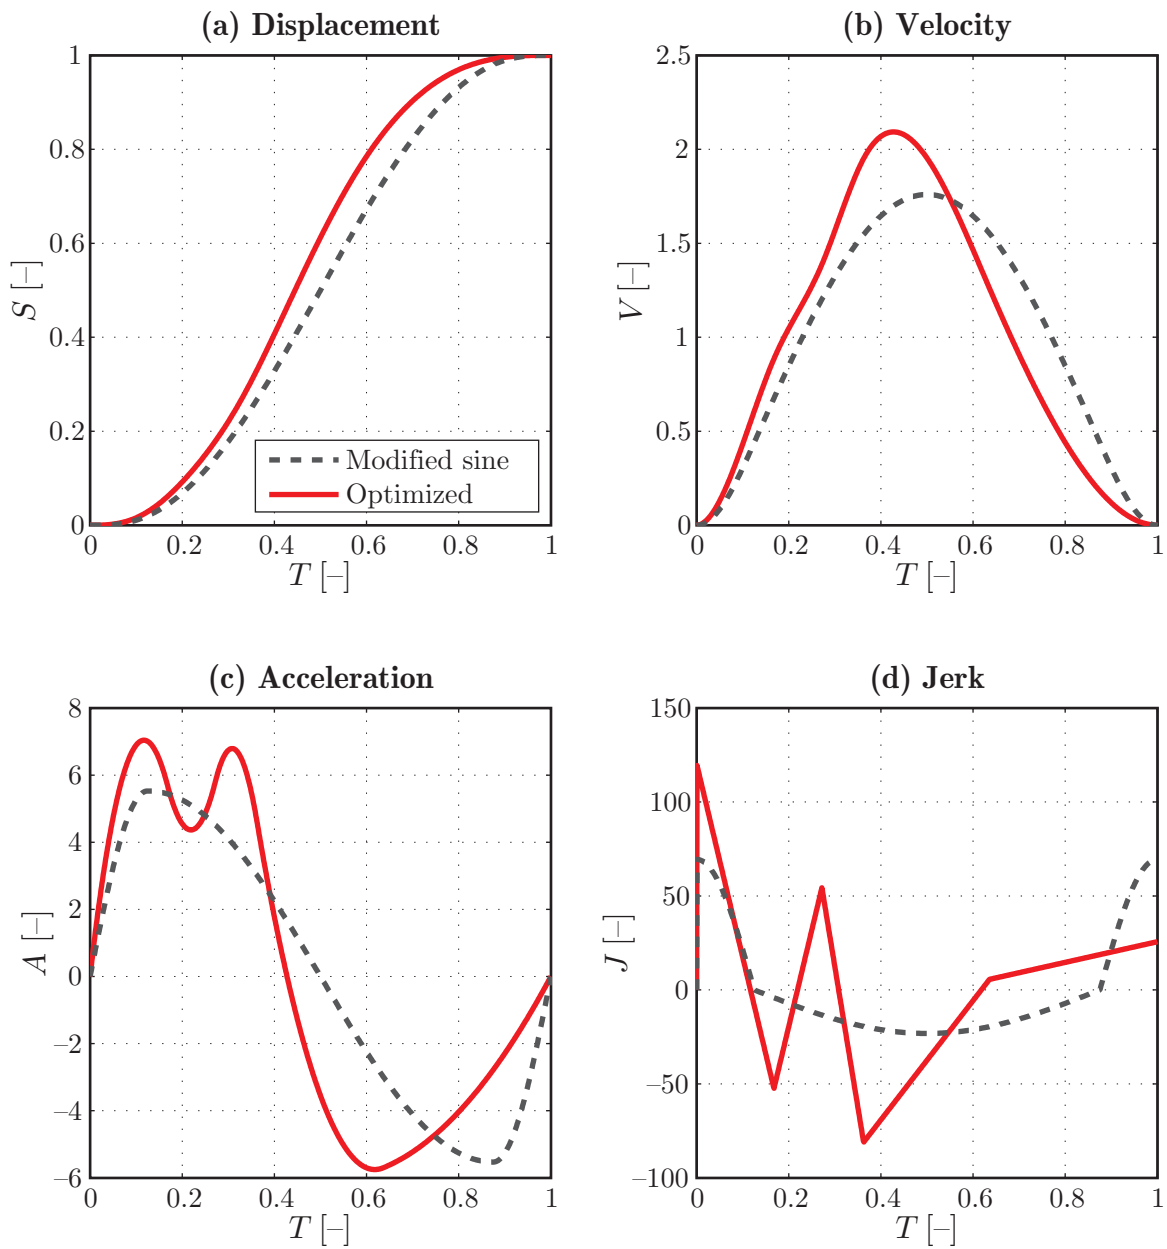 (a) Displacement
1
0.8
0.6
0.4
0.2
0
S [–]
Modified sine
Optimized
0 0.2 0.4 0.6 0.8 1
T [–]
(b) Velocity
2.5
2
1.5
1
0.5
0
V [–]
0 0.2 0.4 0.6 0.8 1
T [–]
(c) Acceleration
8
6
4
2
0
–2
–4
–6
A [–]
0 0.2 0.4 0.6 0.8 1
T [–]
(d) Jerk
150
100
50
0
–50
–100
J [–]
0 0.2 0.4 0.6 0.8 1
T [–]